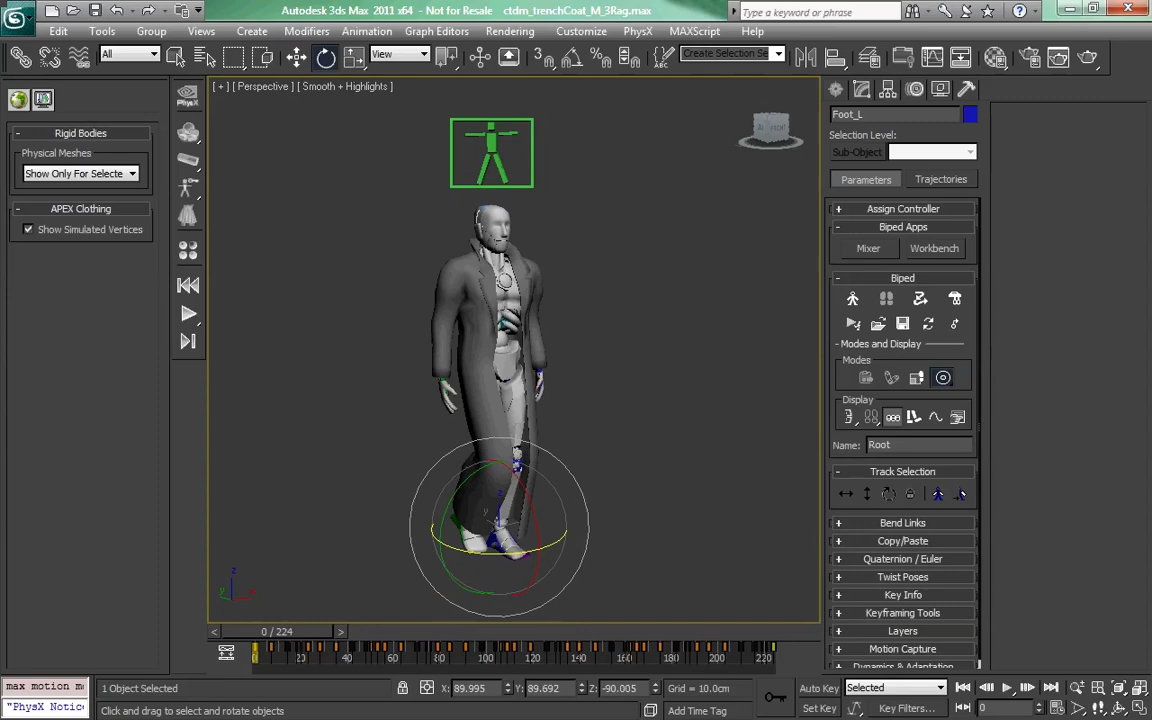 Autodesk 3ds Max 2011 x64 - Not for Resale ctdm_trenchCoat_M_3Rag.max
Type a keyword or phrase
Edit Tools Group Views Create Modifiers Animation Graph Editors Rendering Customize PhysX MAXScript Help
All View Create Selection Se
[ + ] [ Perspective ] [ Smooth + Highlights ]
PhysX
- Rigid Bodies
Physical Meshes
Show Only For Selecte
- APEX Clothing
Show Simulated Vertices
Foot_L
Selection Level:
Sub-Object
Parameters Trajectories
+ Assign Controller
- Biped Apps
Mixer Workbench
- Biped
- Modes and Display
Modes
Display
Name: Root
- Track Selection
+ Bend Links
+ Copy/Paste
+ Quaternion / Euler
+ Twist Poses
+ Key Info
+ Keyframing Tools
+ Layers
+ Motion Capture
+ Dynamics & Adaptation
z
y
z
y x
< 0 / 224 >
20 40 60 80 100 120 140 160 180 200 220
max motion m
"PhysX Notic
1 Object Selected X: 89.995 Y: 89.692 Z: -90.005 Grid = 10.0cm Auto Key Selected
Click and drag to select and rotate objects Add Time Tag Set Key Key Filters... 0